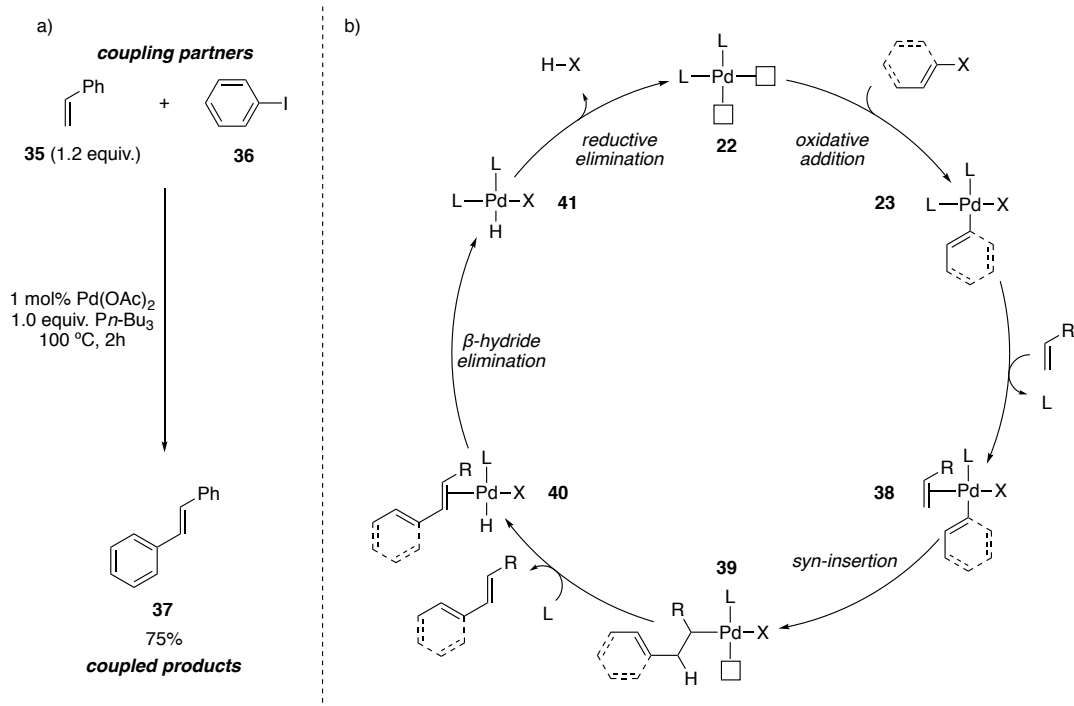 a)
coupling partners
Ph
+
I
35 (1.2 equiv.)
36
1 mol% Pd(OAc)2
1.0 equiv. Pn-Bu3
100 ºC, 2h
Ph
37
75%
coupled products
b)
H–X
L
L Pd
22
X
reductive
elimination
oxidative
addition
L
L Pd X
H
41
23
L
L Pd X
R
L
β-hydride
elimination
R
L
Pd X
H
40
38
R
L
Pd X
syn-insertion
39
R
L
Pd X
H
R
L